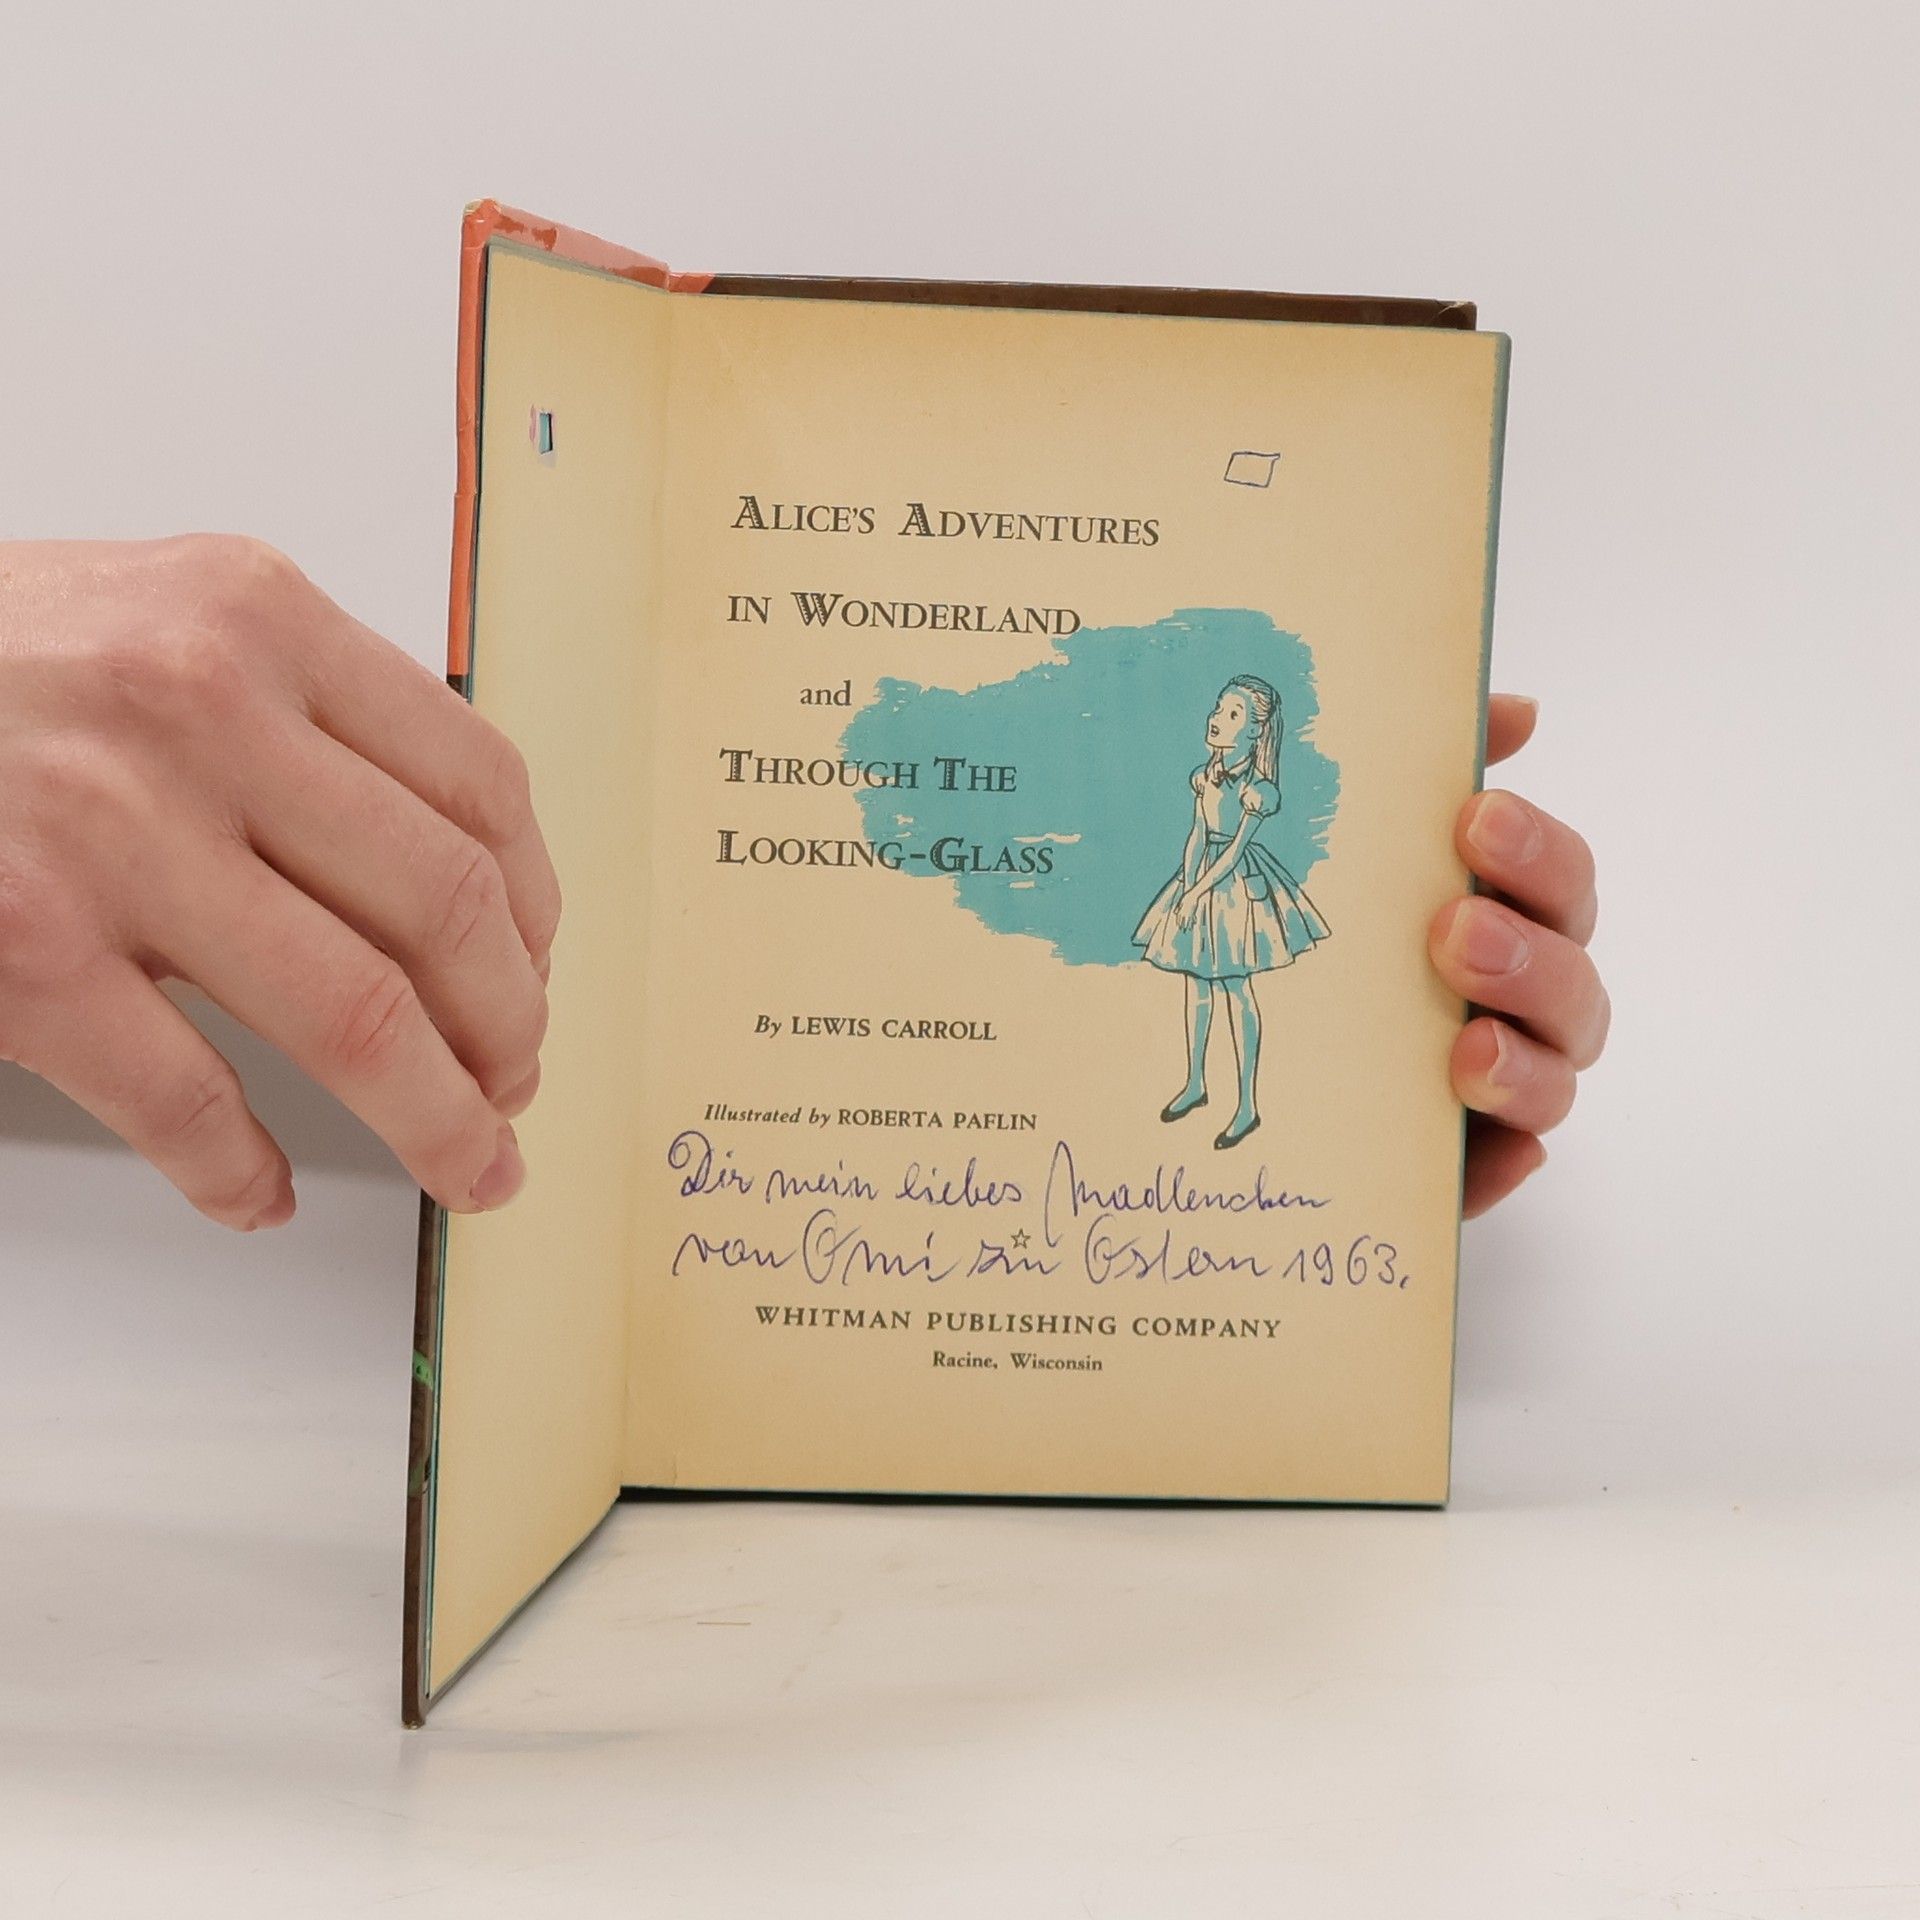 ALICE'S ADVENTURES
IN WONDERLAND
and
THROUGH THE
LOOKING-GLASS
By LEWIS CARROLL
Illustrated by ROBERTA PAFLIN
Dir mein liebes Madlenchen
von Omi zu Ostern 1963.
WHITMAN PUBLISHING COMPANY
Racine, Wisconsin